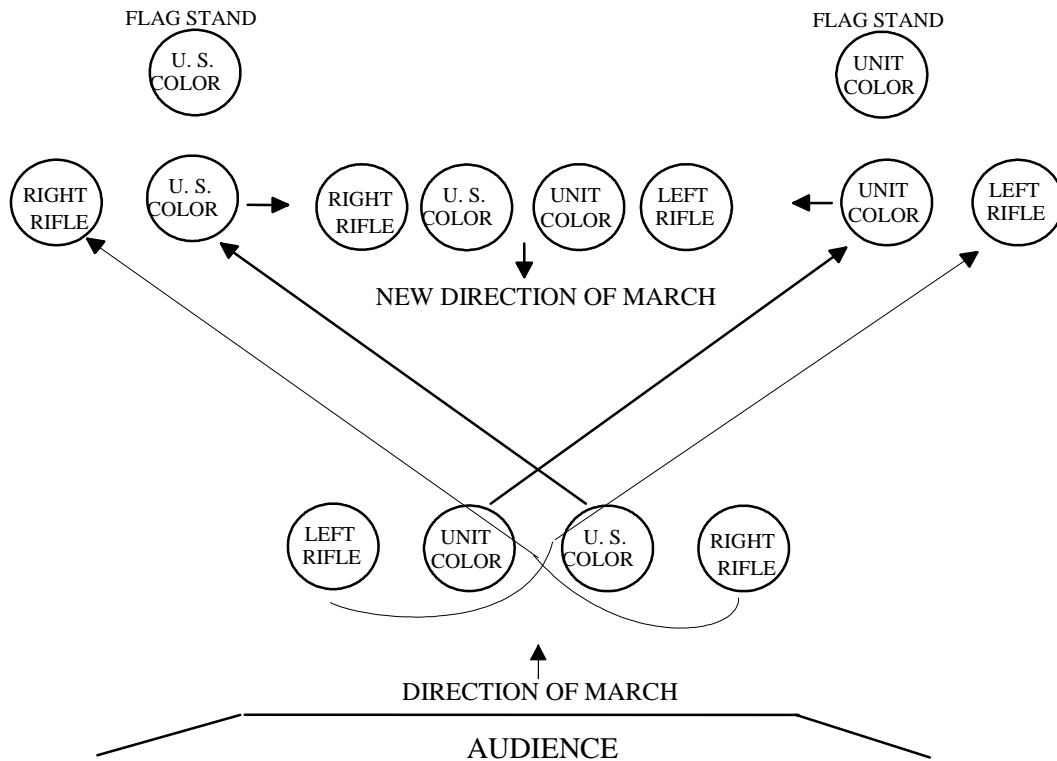 FLAG STAND
U. S.
COLOR
FLAG STAND
UNIT
COLOR
RIGHT
RIFLE
U. S.
COLOR
RIGHT
RIFLE
U. S.
COLOR
UNIT
COLOR
LEFT
RIFLE
UNIT
COLOR
LEFT
RIFLE
NEW DIRECTION OF MARCH
LEFT
RIFLE
UNIT
COLOR
U. S.
COLOR
RIGHT
RIFLE
DIRECTION OF MARCH
AUDIENCE